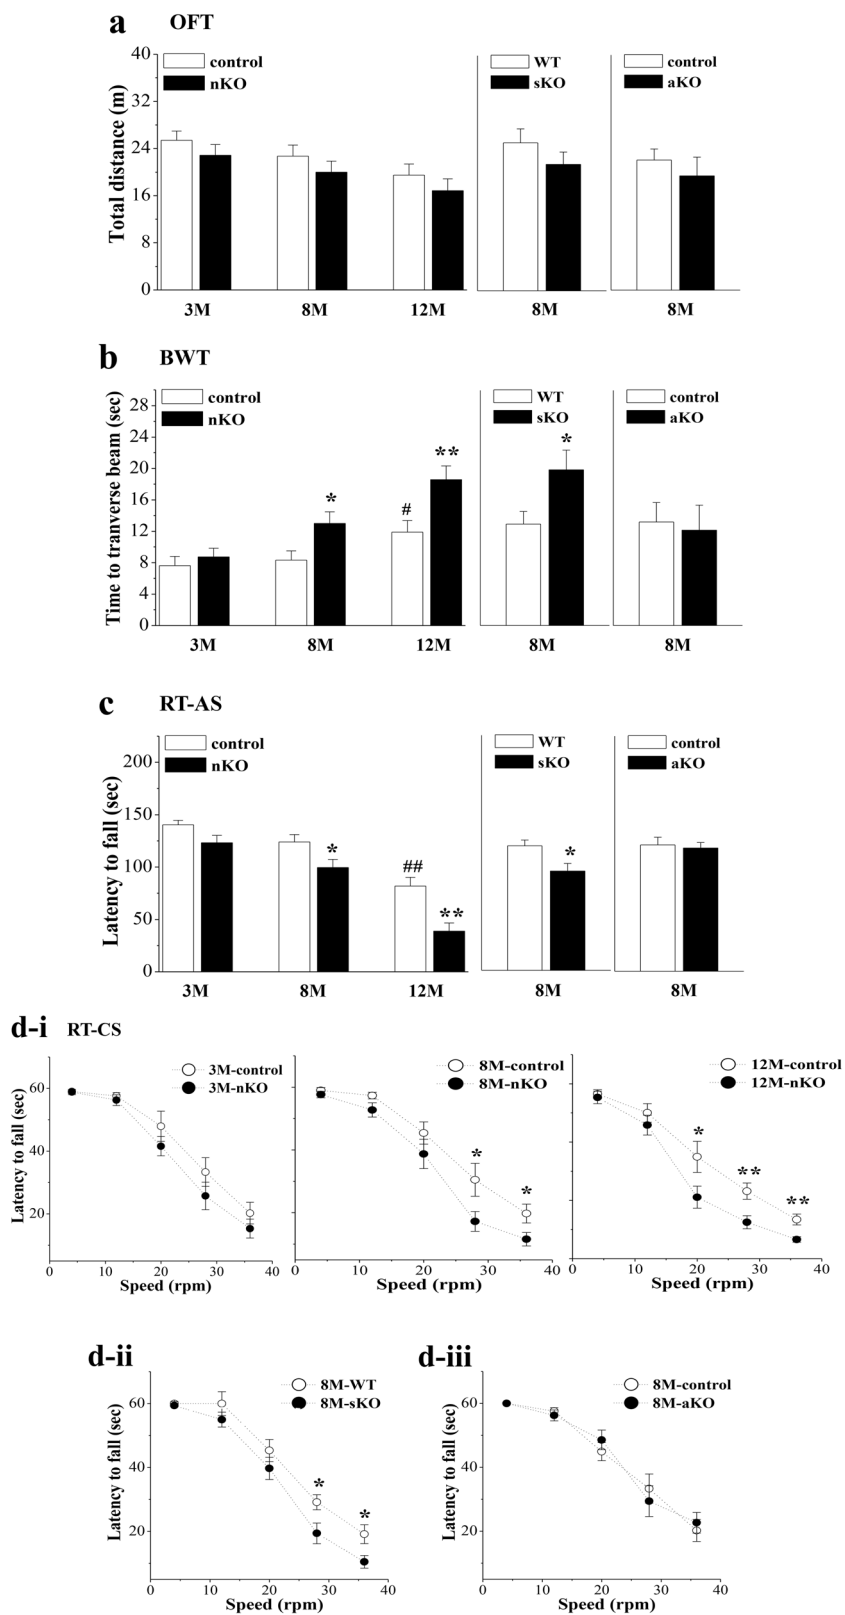 a OFT
Total distance (m)
40
32
24
16
8
0
control
nKO
WT
sKO
control
aKO
3M 8M 12M 8M 8M
b BWT
Time to tranverse beam (sec)
28
24
20
16
12
8
4
0
control
nKO
WT
sKO
control
aKO
*
#
**
*
3M 8M 12M 8M 8M
c RT-AS
Latency to fall (sec)
200
150
100
50
0
control
nKO
WT
sKO
control
aKO
*
##
**
*
3M 8M 12M 8M 8M
d-i RT-CS
Latency to fall (sec)
60
40
20
3M-control
3M-nKO
0 10 20 30 40
Speed (rpm)
8M-control
8M-nKO
* *
0 10 20 30 40
Speed (rpm)
12M-control
12M-nKO
* ** **
0 10 20 30 40
Speed (rpm)
d-ii
Latency to fall (sec)
60
40
20
8M-WT
8M-sKO
* *
0 10 20 30 40
Speed (rpm)
d-iii
Latency to fall (sec)
60
40
20
8M-control
8M-aKO
0 10 20 30 40
Speed (rpm)